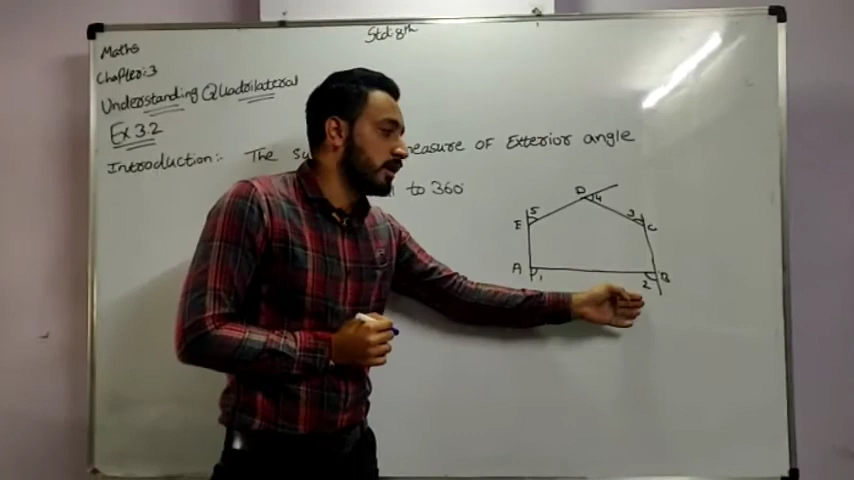 Std: 8th
Maths
Chapter: 3
Understanding Quadrilateral
Ex 3.2
Introduction:- The measure OF Exterior angle
to 360°
D
4
5
3
E
C
A
1
2
B